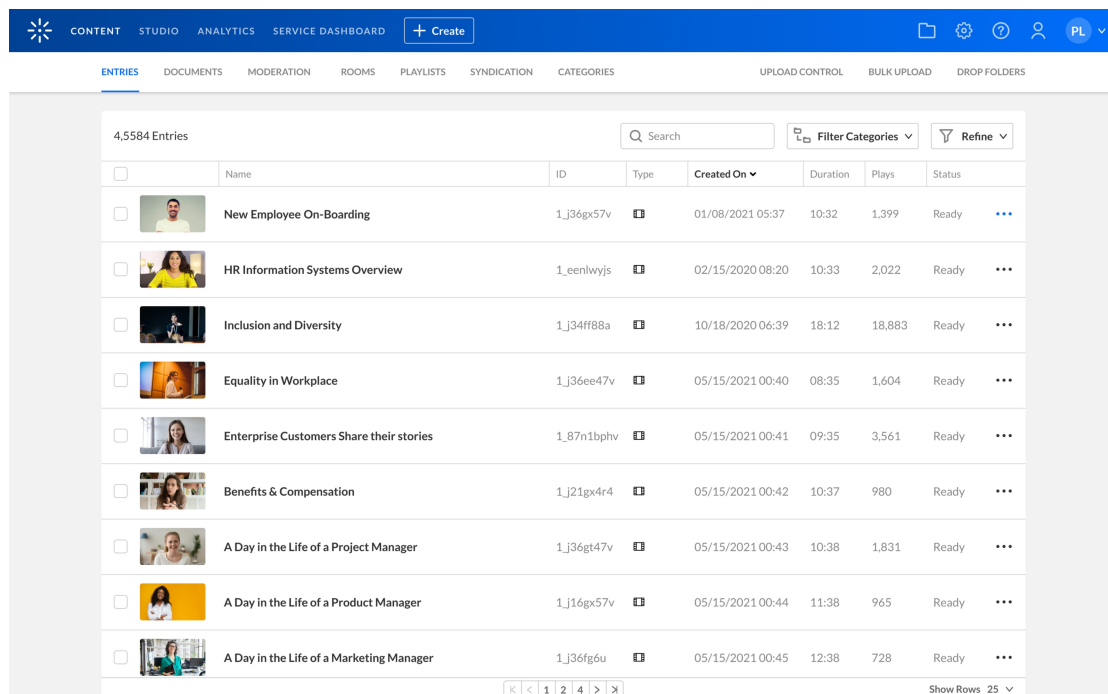 CONTENT STUDIO ANALYTICS SERVICE DASHBOARD + Create PL
ENTRIES DOCUMENTS MODERATION ROOMS PLAYLISTS SYNDICATION CATEGORIES UPLOAD CONTROL BULK UPLOAD DROP FOLDERS
4,5584 Entries Search Filter Categories Refine
Name ID Type Created On Duration Plays Status
New Employee On-Boarding 1_j36gx57v 01/08/2021 05:37 10:32 1,399 Ready
HR Information Systems Overview 1_eenlwyjs 02/15/2020 08:20 10:33 2,022 Ready
Inclusion and Diversity 1_j34ff88a 10/18/2020 06:39 18:12 18,883 Ready
Equality in Workplace 1_j36ee47v 05/15/2021 00:40 08:35 1,604 Ready
Enterprise Customers Share their stories 1_87n1bphv 05/15/2021 00:41 09:35 3,561 Ready
Benefits & Compensation 1_j21gx4r4 05/15/2021 00:42 10:37 980 Ready
A Day in the Life of a Project Manager 1_j36gt47v 05/15/2021 00:43 10:38 1,831 Ready
A Day in the Life of a Product Manager 1_j16gx57v 05/15/2021 00:44 11:38 965 Ready
A Day in the Life of a Marketing Manager 1_j36fg6u 05/15/2021 00:45 12:38 728 Ready
1 2 4 Show Rows 25